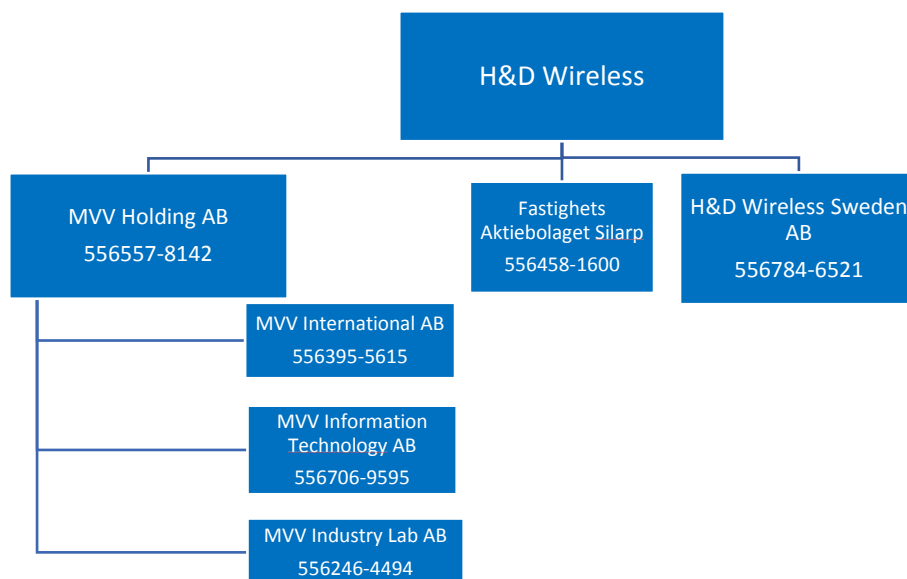 H&D Wireless
MVV Holding AB
556557-8142
Fastighets
Aktiebolaget Silarp
556458-1600
H&D Wireless Sweden
AB
556784-6521
MVV International AB
556395-5615
MVV Information
Technology AB
556706-9595
MVV Industry Lab AB
556246-4494